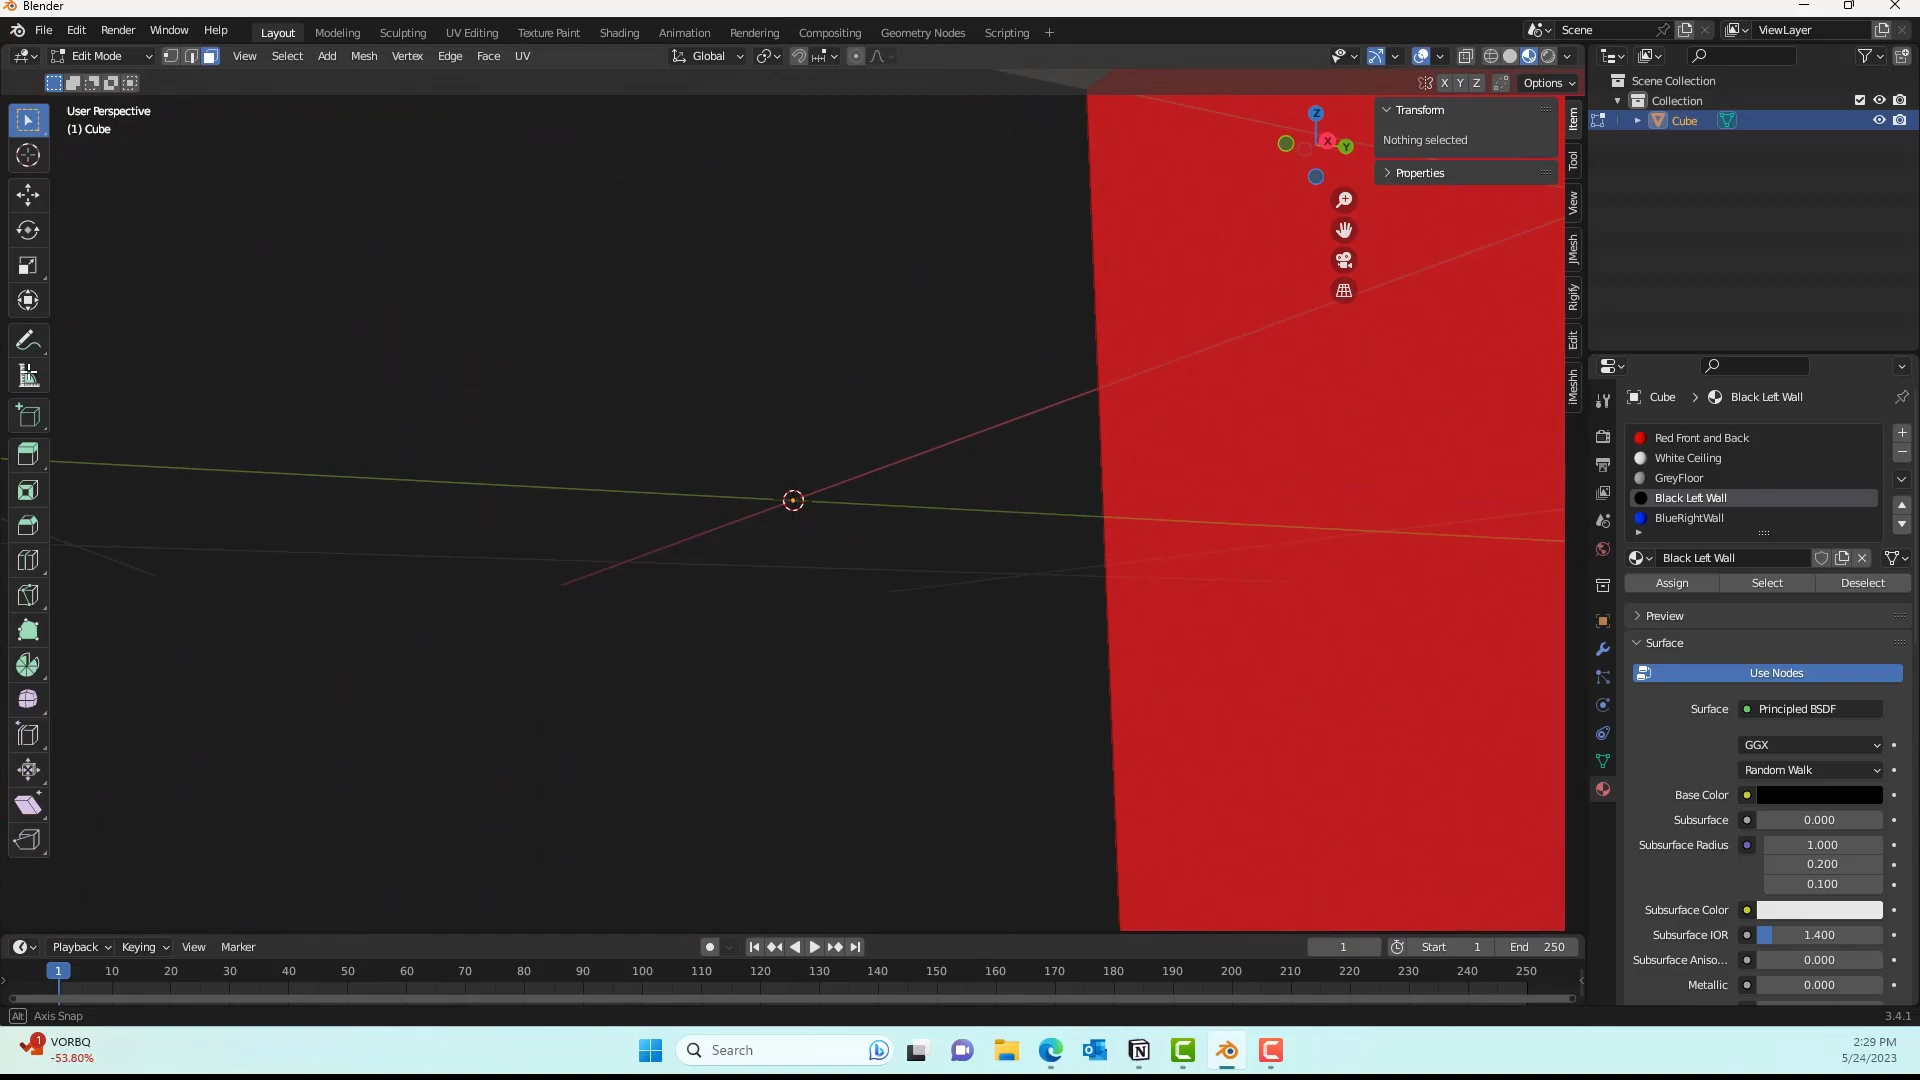 Blender
File Edit Render Window Help
Layout Modeling Sculpting UV Editing Texture Paint Shading Animation Rendering Compositing Geometry Nodes Scripting +
Scene
ViewLayer
Edit Mode
View Select Add Mesh Vertex Edge Face UV
Global
X Y Z Options
User Perspective
(1) Cube
Z
X
Y
Transform
Nothing selected
Properties
Item
Tool
View
JMesh
Rigify
Edit
iMeshh
Scene Collection
Collection
Cube
Cube > Black Left Wall
Red Front and Back
White Ceiling
GreyFloor
Black Left Wall
BlueRightWall
Black Left Wall
Assign Select Deselect
Preview
Surface
Use Nodes
Surface Principled BSDF
GGX
Random Walk
Base Color
Subsurface 0.000
Subsurface Radius 1.000
0.200
0.100
Subsurface Color
Subsurface IOR 1.400
Subsurface Aniso... 0.000
Metallic 0.000
Playback Keying View Marker
1 Start 1 End 250
1 10 20 30 40 50 60 70 80 90 100 110 120 130 140 150 160 170 180 190 200 210 220 230 240 250
Alt Axis Snap
3.4.1
1
VORBQ
-53.80%
Search
2:29 PM
5/24/2023